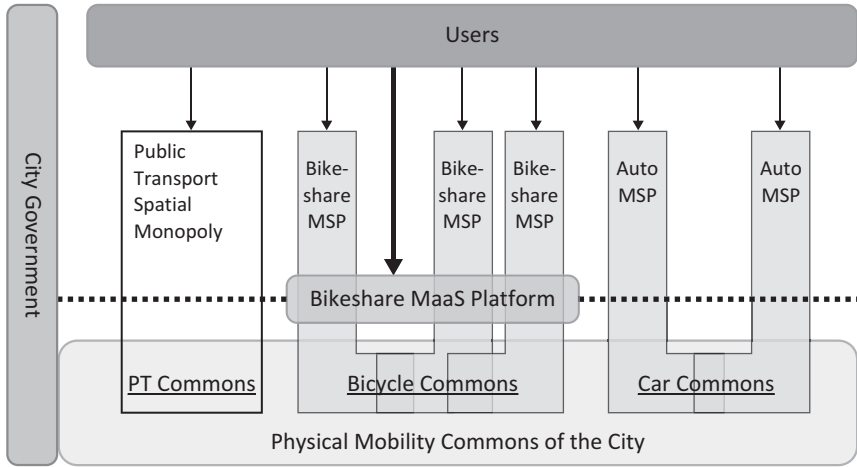 Users
City Government
Public
Transport
Spatial
Monopoly
Bike-
share
MSP
Bike-
share
MSP
Bike-
share
MSP
Auto
MSP
Auto
MSP
Bikeshare MaaS Platform
PT Commons
Bicycle Commons
Car Commons
Physical Mobility Commons of the City